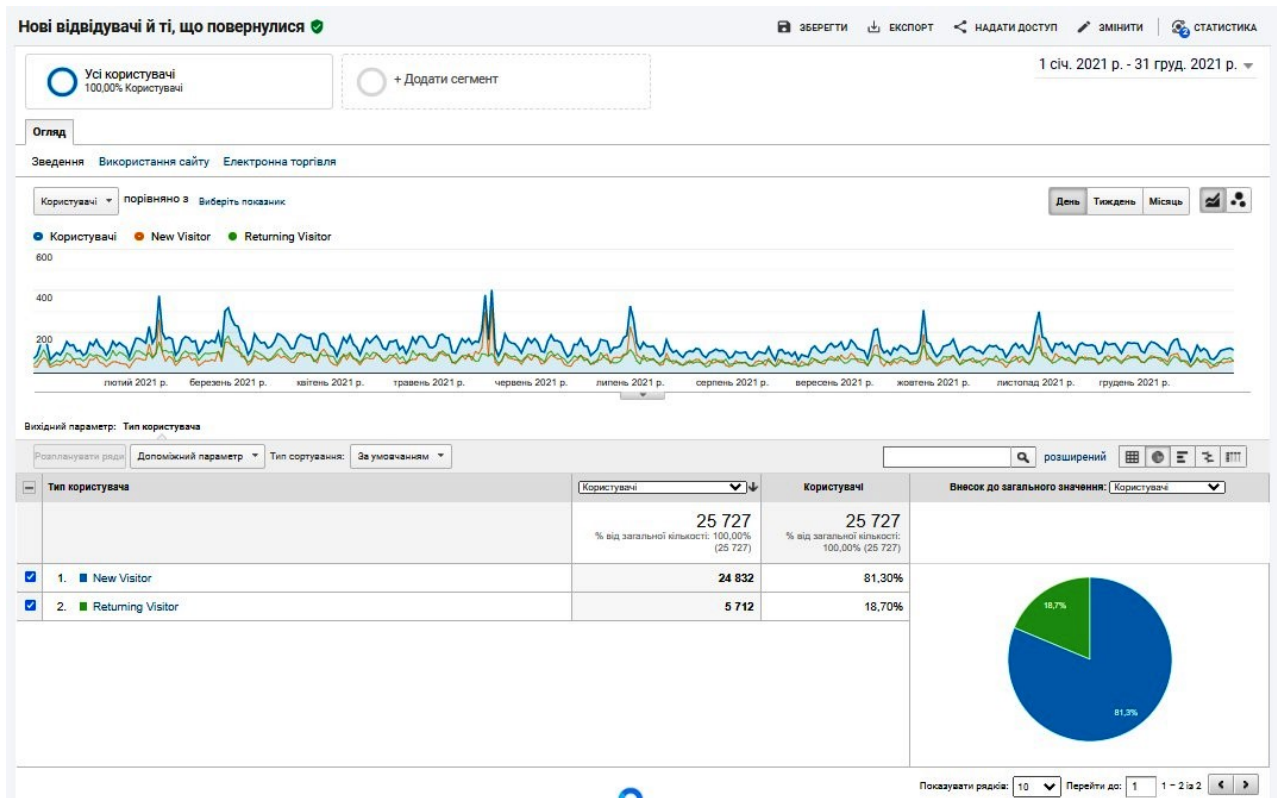 Нові відвідувачі й ті, що повернулися
ЗБЕРЕГТИ ЕКСПОРТ НАДАТИ ДОСТУП ЗМІНИТИ 2 СТАТИСТИКА
1 січ. 2021 р. - 31 груд. 2021 р.
Усі користувачі
100,00% Користувачі
+ Додати сегмент
Огляд
Зведення Використання сайту Електронна торгівля
Користувачі порівняно з Виберіть показник
День Тиждень Місяць
Користувачі New Visitor Returning Visitor
600
400
200
лютий 2021 р. березень 2021 р. квітень 2021 р. травень 2021 р. червень 2021 р. липень 2021 р. серпень 2021 р. вересень 2021 р. жовтень 2021 р. листопад 2021 р. грудень 2021 р.
Вихідний параметр: Тип користувача
Розпланувати ряди Допоміжний параметр Тип сортування: За умовчанням
розширений
Тип користувача Користувачі Користувачі Внесок до загального значення: Користувачі
25 727 25 727
% від загальної кількості: 100,00% (25 727) % від загальної кількості: 100,00% (25 727)
1. New Visitor 24 832 81,30%
2. Returning Visitor 5 712 18,70%
18,7%
81,3%
Показувати рядків: 10 Перейти до: 1 1 – 2 із 2